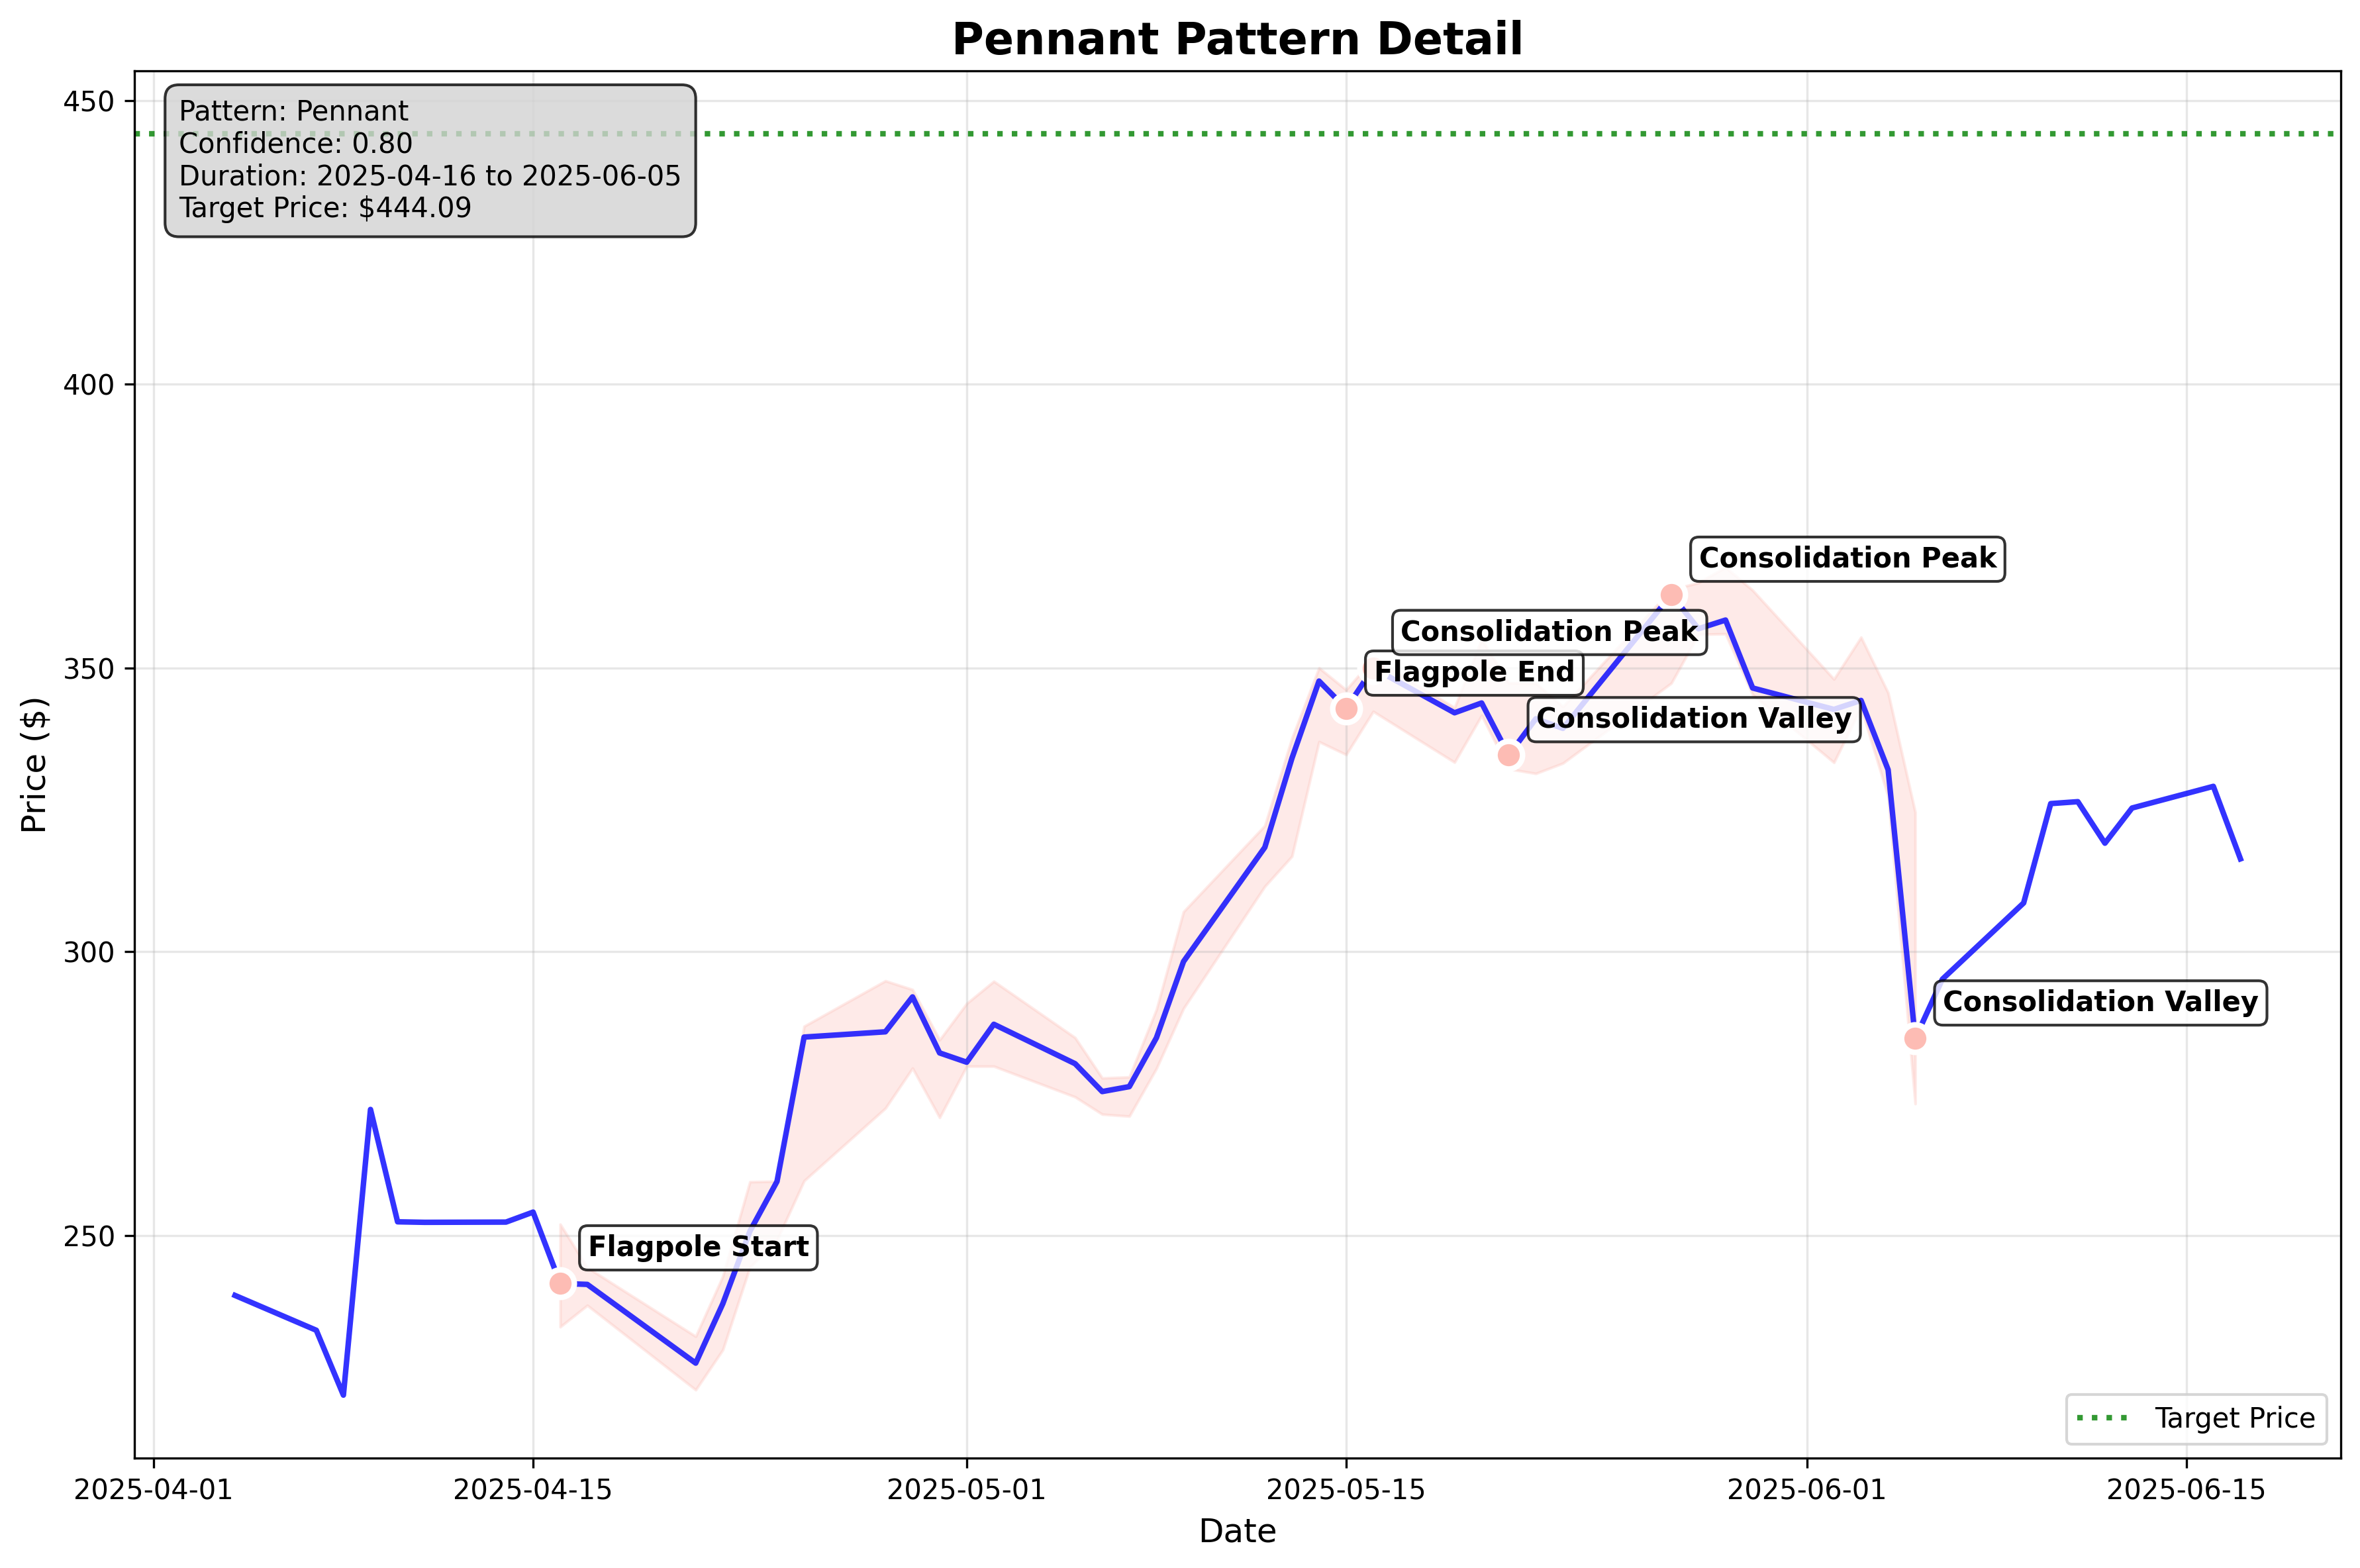 Pennant Pattern Detail
Pattern: Pennant
Confidence: 0.80
Duration: 2025-04-16 to 2025-06-05
Target Price: $444.09
450
400
350
300
250
Price ($)
Consolidation Peak
Consolidation Peak
Flagpole End
Consolidation Valley
Consolidation Valley
Flagpole Start
Target Price
2025-04-01
2025-04-15
2025-05-01
2025-05-15
2025-06-01
2025-06-15
Date